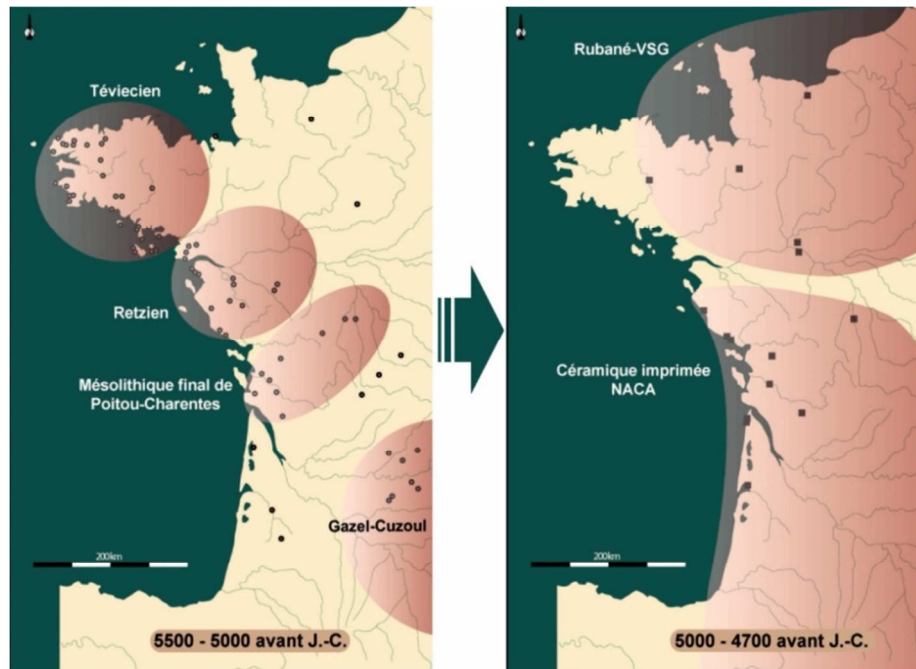 Téviecien
Retzien
Mésolithique final de
Poitou-Charentes
Gazel-Cuzoul
200km
5500 - 5000 avant J.-C.
Rubané-VSG
Céramique imprimée
NACA
200km
5000 - 4700 avant J.-C.